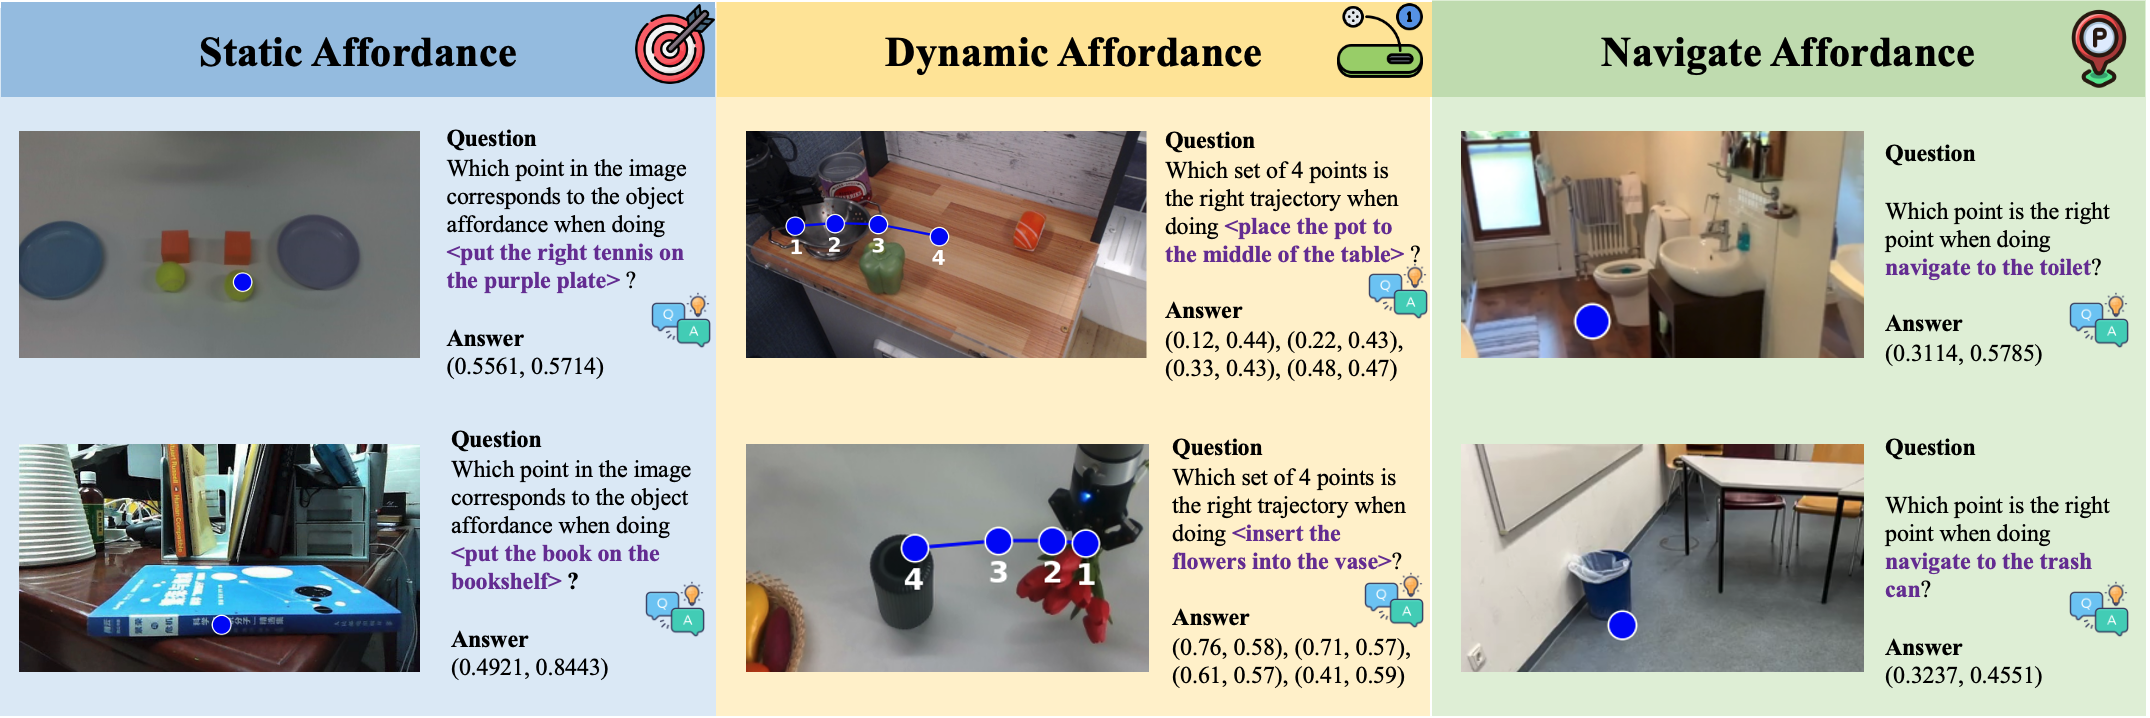 Static Affordance
Question
Which point in the image
corresponds to the object
affordance when doing
<put the right tennis on
the purple plate> ?
Q
A
Answer
(0.5561, 0.5714)
Question
Which point in the image
corresponds to the object
affordance when doing
<put the book on the
bookshelf> ?
Q
A
Answer
(0.4921, 0.8443)
Dynamic Affordance
1
1
2
3
4
Question
Which set of 4 points is
the right trajectory when
doing <place the pot to
the middle of the table> ?
Q
A
Answer
(0.12, 0.44), (0.22, 0.43),
(0.33, 0.43), (0.48, 0.47)
4
3
2
1
Question
Which set of 4 points is
the right trajectory when
doing <insert the
flowers into the vase>?
Q
A
Answer
(0.76, 0.58), (0.71, 0.57),
(0.61, 0.57), (0.41, 0.59)
Navigate Affordance
P
Question
Which point is the right
point when doing
navigate to the toilet?
Q
A
Answer
(0.3114, 0.5785)
Question
Which point is the right
point when doing
navigate to the trash
can?
Q
A
Answer
(0.3237, 0.4551)